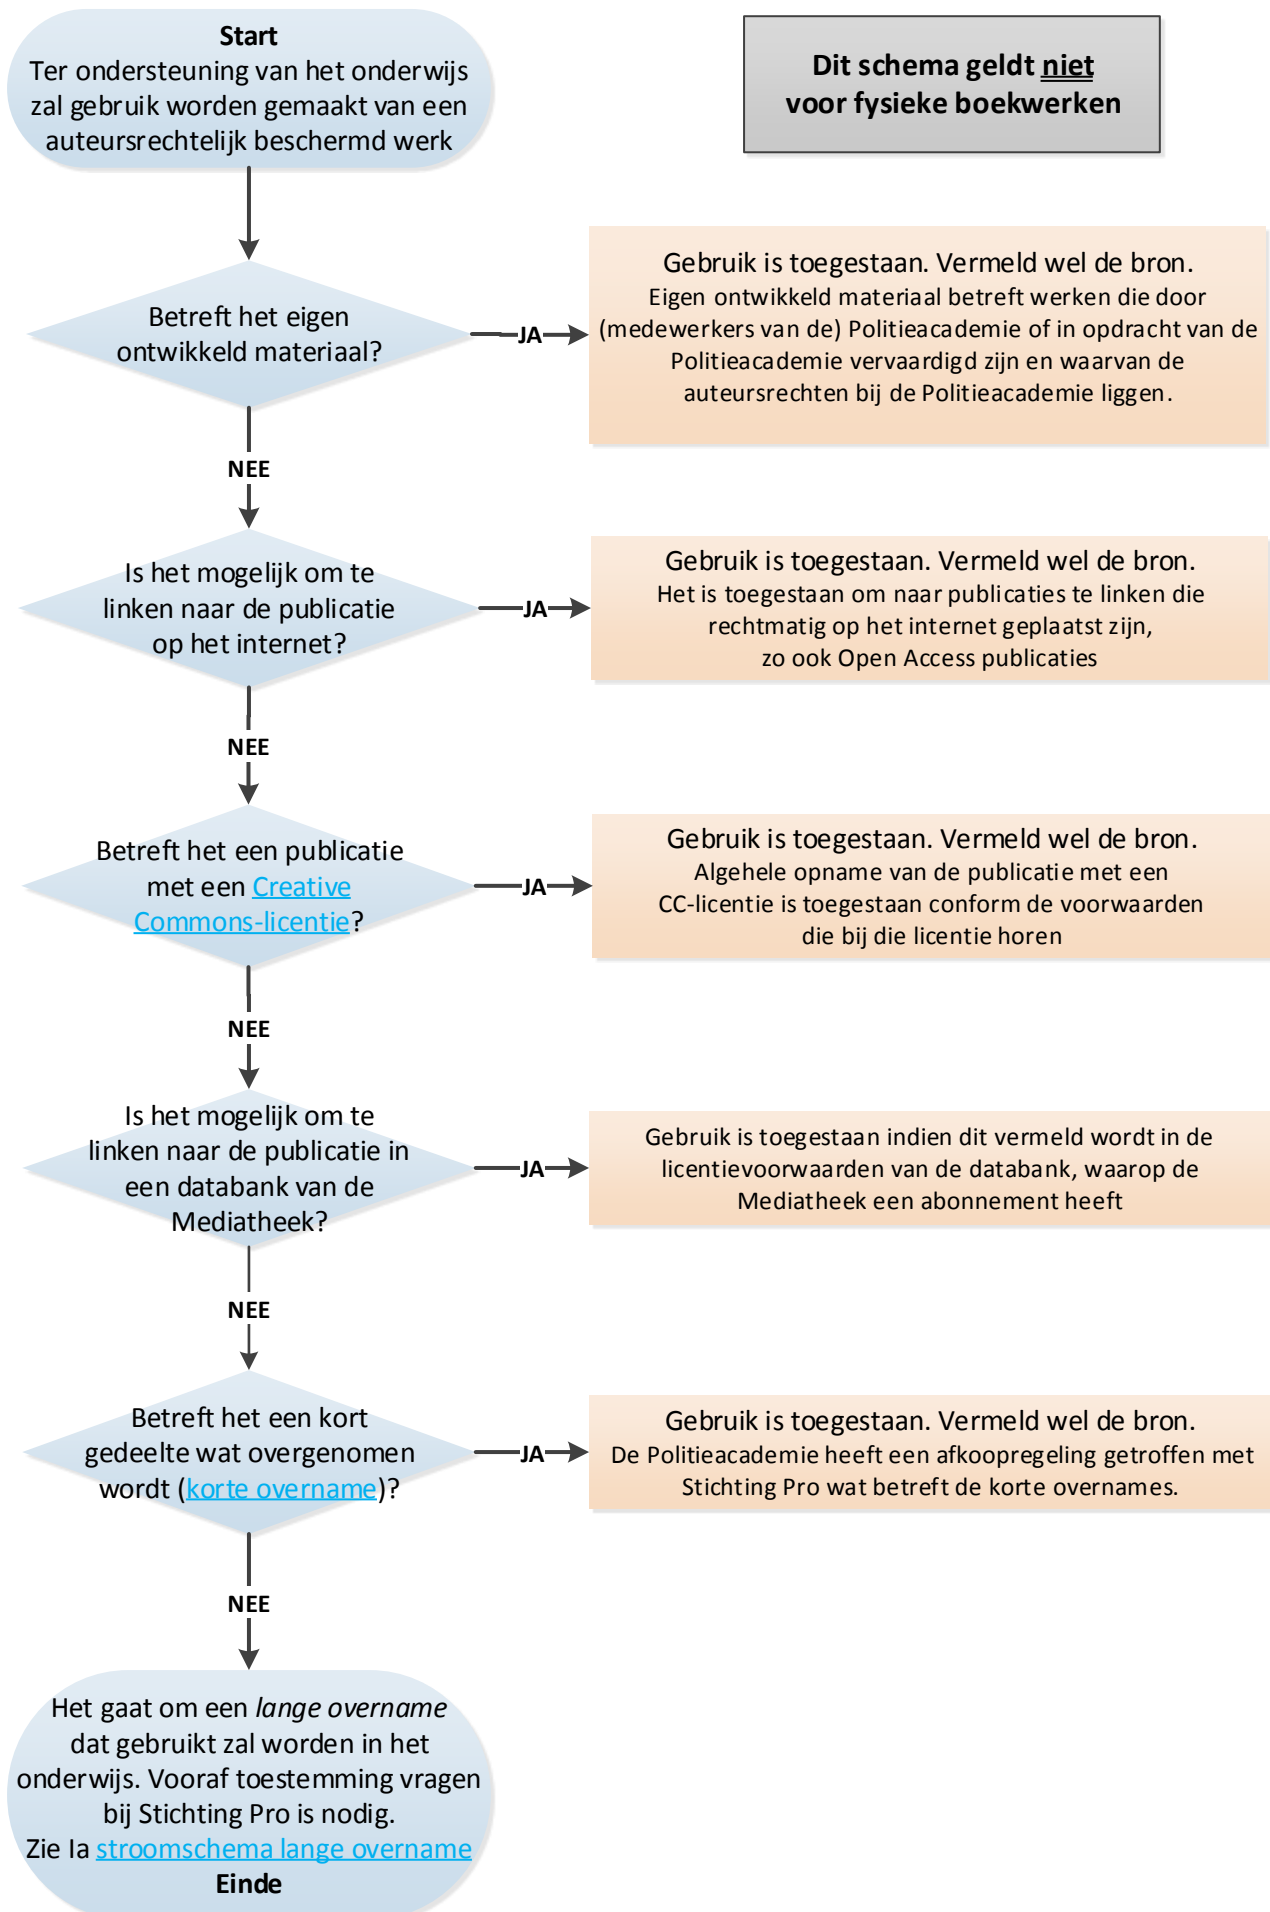 Start
Ter ondersteuning van het onderwijs
zal gebruik worden gemaakt van een
auteursrechtelijk beschermd werk
Dit schema geldt niet
voor fysieke boekwerken
Betreft het eigen
ontwikkeld materiaal?
JA
Gebruik is toegestaan. Vermeld wel de bron.
Eigen ontwikkeld materiaal betreft werken die door
(medewerkers van de) Politieacademie of in opdracht van de
Politieacademie vervaardigd zijn en waarvan de
auteursrechten bij de Politieacademie liggen.
NEE
Is het mogelijk om te
linken naar de publicatie
op het internet?
JA
Gebruik is toegestaan. Vermeld wel de bron.
Het is toegestaan om naar publicaties te linken die
rechtmatig op het internet geplaatst zijn,
zo ook Open Access publicaties
NEE
Betreft het een publicatie
met een Creative
Commons-licentie?
JA
Gebruik is toegestaan. Vermeld wel de bron.
Algehele opname van de publicatie met een
CC-licentie is toegestaan conform de voorwaarden
die bij die licentie horen
NEE
Is het mogelijk om te
linken naar de publicatie in
een databank van de
Mediatheek?
JA
Gebruik is toegestaan indien dit vermeld wordt in de
licentievoorwaarden van de databank, waarop de
Mediatheek een abonnement heeft
NEE
Betreft het een kort
gedeelte wat overgenomen
wordt (korte overname)?
JA
Gebruik is toegestaan. Vermeld wel de bron.
De Politieacademie heeft een afkoopregeling getroffen met
Stichting Pro wat betreft de korte overnames.
NEE
Het gaat om een lange overname
dat gebruikt zal worden in het
onderwijs. Vooraf toestemming vragen
bij Stichting Pro is nodig.
Zie Ia stroomschema lange overname
Einde